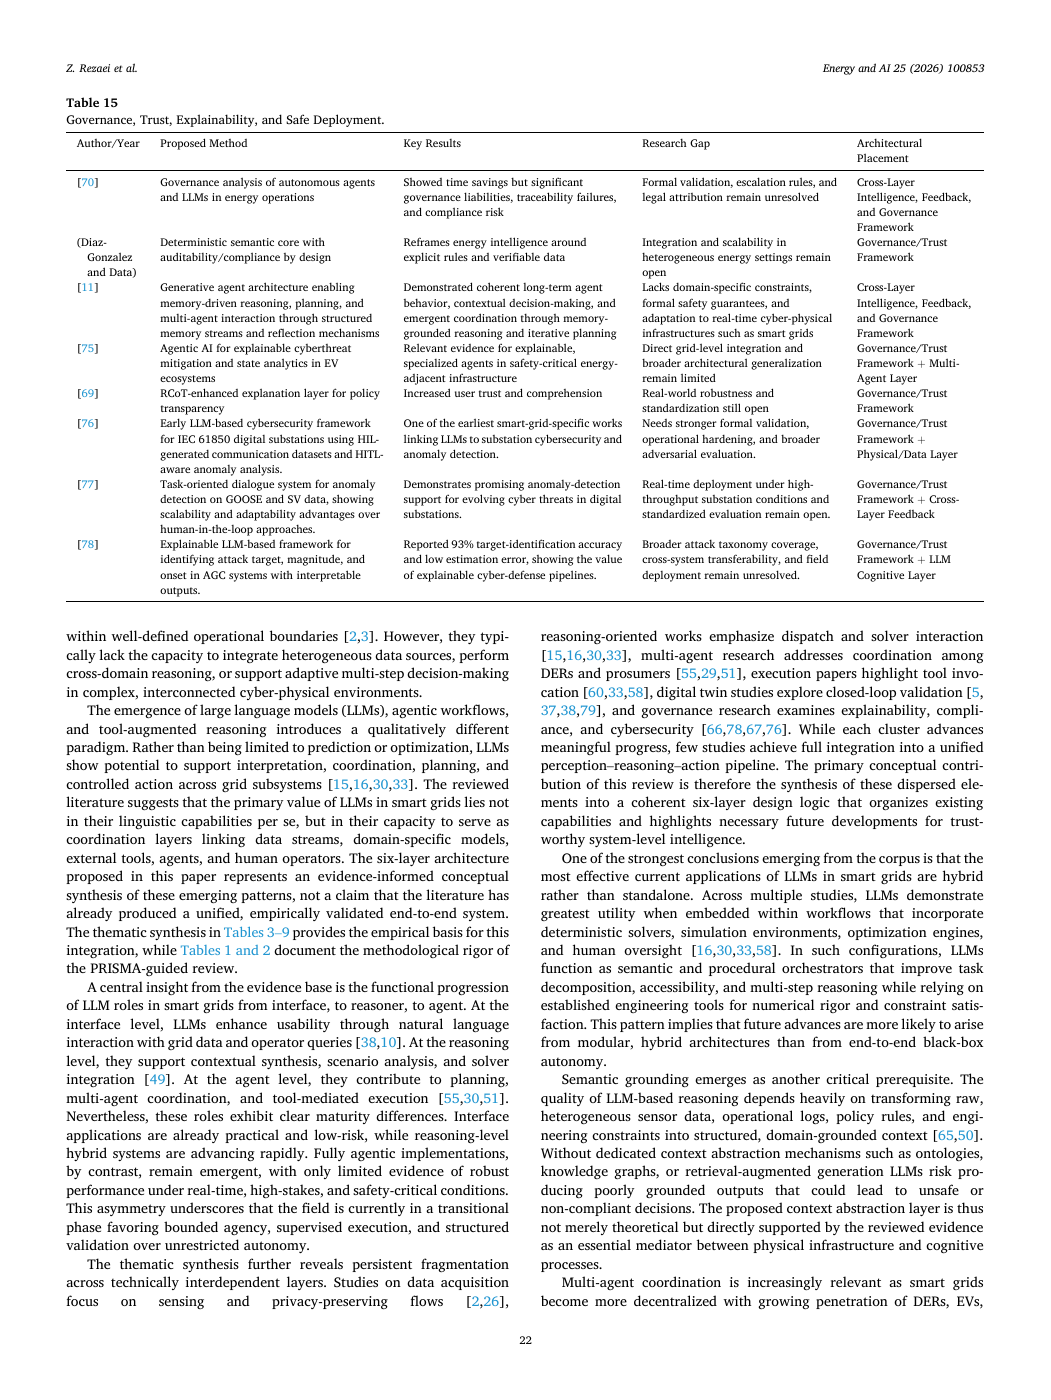 Z. Rezaei et al.
Energy and AI 25 (2026) 100853
Table 15
Governance, Trust, Explainability, and Safe Deployment.
Author/Year Proposed Method Key Results Research Gap Architectural
Placement
[70] Governance analysis of autonomous agents Showed time savings but significant Formal validation, escalation rules, and Cross-Layer
and LLMs in energy operations governance liabilities, traceability failures, legal attribution remain unresolved Intelligence, Feedback,
and compliance risk and Governance
Framework
(Diaz- Deterministic semantic core with Reframes energy intelligence around Integration and scalability in Governance/Trust
Gonzalez auditability/compliance by design explicit rules and verifiable data heterogeneous energy settings remain Framework
and Data) open
[11] Generative agent architecture enabling Demonstrated coherent long-term agent Lacks domain-specific constraints, Cross-Layer
memory-driven reasoning, planning, and behavior, contextual decision-making, and formal safety guarantees, and Intelligence, Feedback,
multi-agent interaction through structured emergent coordination through memory- adaptation to real-time cyber-physical and Governance
memory streams and reflection mechanisms grounded reasoning and iterative planning infrastructures such as smart grids Framework
[75] Agentic AI for explainable cyberthreat Relevant evidence for explainable, Direct grid-level integration and Governance/Trust
mitigation and state analytics in EV specialized agents in safety-critical energy- broader architectural generalization Framework + Multi-
ecosystems adjacent infrastructure remain limited Agent Layer
[69] RCoT-enhanced explanation layer for policy Increased user trust and comprehension Real-world robustness and Governance/Trust
transparency standardization still open Framework
[76] Early LLM-based cybersecurity framework One of the earliest smart-grid-specific works Needs stronger formal validation, Governance/Trust
for IEC 61850 digital substations using HIL- linking LLMs to substation cybersecurity and operational hardening, and broader Framework +
generated communication datasets and HITL- anomaly detection. adversarial evaluation. Physical/Data Layer
aware anomaly analysis.
[77] Task-oriented dialogue system for anomaly Demonstrates promising anomaly-detection Real-time deployment under high- Governance/Trust
detection on GOOSE and SV data, showing support for evolving cyber threats in digital throughput substation conditions and Framework + Cross-
scalability and adaptability advantages over substations. standardized evaluation remain open. Layer Feedback
human-in-the-loop approaches.
[78] Explainable LLM-based framework for Reported 93% target-identification accuracy Broader attack taxonomy coverage, Governance/Trust
identifying attack target, magnitude, and and low estimation error, showing the value cross-system transferability, and field Framework + LLM
onset in AGC systems with interpretable of explainable cyber-defense pipelines. deployment remain unresolved. Cognitive Layer
outputs.
within well-defined operational boundaries [2,3]. However, they typi-
cally lack the capacity to integrate heterogeneous data sources, perform
cross-domain reasoning, or support adaptive multi-step decision-making
in complex, interconnected cyber-physical environments.
The emergence of large language models (LLMs), agentic workflows,
and tool-augmented reasoning introduces a qualitatively different
paradigm. Rather than being limited to prediction or optimization, LLMs
show potential to support interpretation, coordination, planning, and
controlled action across grid subsystems [15,16,30,33]. The reviewed
literature suggests that the primary value of LLMs in smart grids lies not
in their linguistic capabilities per se, but in their capacity to serve as
coordination layers linking data streams, domain-specific models,
external tools, agents, and human operators. The six-layer architecture
proposed in this paper represents an evidence-informed conceptual
synthesis of these emerging patterns, not a claim that the literature has
already produced a unified, empirically validated end-to-end system.
The thematic synthesis in Tables 3–9 provides the empirical basis for this
integration, while Tables 1 and 2 document the methodological rigor of
the PRISMA-guided review.
A central insight from the evidence base is the functional progression
of LLM roles in smart grids from interface, to reasoner, to agent. At the
interface level, LLMs enhance usability through natural language
interaction with grid data and operator queries [38,10]. At the reasoning
level, they support contextual synthesis, scenario analysis, and solver
integration [49]. At the agent level, they contribute to planning,
multi-agent coordination, and tool-mediated execution [55,30,51].
Nevertheless, these roles exhibit clear maturity differences. Interface
applications are already practical and low-risk, while reasoning-level
hybrid systems are advancing rapidly. Fully agentic implementations,
by contrast, remain emergent, with only limited evidence of robust
performance under real-time, high-stakes, and safety-critical conditions.
This asymmetry underscores that the field is currently in a transitional
phase favoring bounded agency, supervised execution, and structured
validation over unrestricted autonomy.
The thematic synthesis further reveals persistent fragmentation
across technically interdependent layers. Studies on data acquisition
focus on sensing and privacy-preserving flows [2,26],
reasoning-oriented works emphasize dispatch and solver interaction
[15,16,30,33], multi-agent research addresses coordination among
DERs and prosumers [55,29,51], execution papers highlight tool invo-
cation [60,33,58], digital twin studies explore closed-loop validation [5,
37,38,79], and governance research examines explainability, compli-
ance, and cybersecurity [66,78,67,76]. While each cluster advances
meaningful progress, few studies achieve full integration into a unified
perception–reasoning–action pipeline. The primary conceptual contri-
bution of this review is therefore the synthesis of these dispersed ele-
ments into a coherent six-layer design logic that organizes existing
capabilities and highlights necessary future developments for trust-
worthy system-level intelligence.
One of the strongest conclusions emerging from the corpus is that the
most effective current applications of LLMs in smart grids are hybrid
rather than standalone. Across multiple studies, LLMs demonstrate
greatest utility when embedded within workflows that incorporate
deterministic solvers, simulation environments, optimization engines,
and human oversight [16,30,33,58]. In such configurations, LLMs
function as semantic and procedural orchestrators that improve task
decomposition, accessibility, and multi-step reasoning while relying on
established engineering tools for numerical rigor and constraint satis-
faction. This pattern implies that future advances are more likely to arise
from modular, hybrid architectures than from end-to-end black-box
autonomy.
Semantic grounding emerges as another critical prerequisite. The
quality of LLM-based reasoning depends heavily on transforming raw,
heterogeneous sensor data, operational logs, policy rules, and engi-
neering constraints into structured, domain-grounded context [65,50].
Without dedicated context abstraction mechanisms such as ontologies,
knowledge graphs, or retrieval-augmented generation LLMs risk pro-
ducing poorly grounded outputs that could lead to unsafe or
non-compliant decisions. The proposed context abstraction layer is thus
not merely theoretical but directly supported by the reviewed evidence
as an essential mediator between physical infrastructure and cognitive
processes.
Multi-agent coordination is increasingly relevant as smart grids
become more decentralized with growing penetration of DERs, EVs,
22